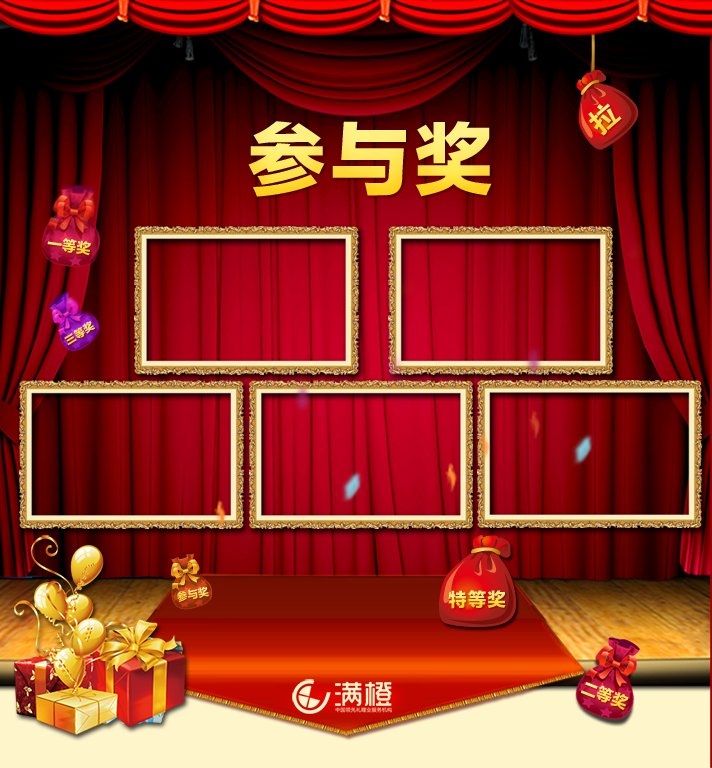 拉
参与奖
一等奖
三等奖
参与奖
特等奖
二等奖
满橙
中国领先礼赠业服务机构